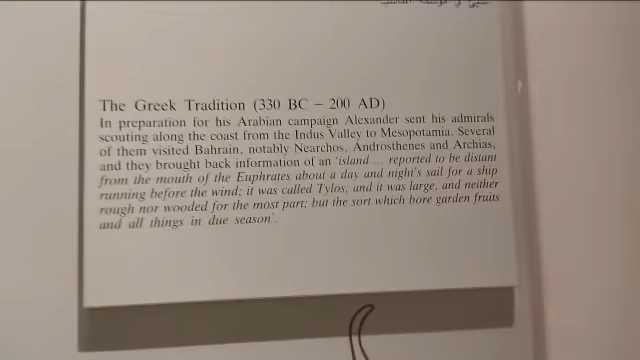 The Greek Tradition (330 BC – 200 AD)
In preparation for his Arabian campaign Alexander sent his admirals
scouting along the coast from the Indus Valley to Mesopotamia. Several
of them visited Bahrain, notably Nearchos, Androsthenes and Archias,
and they brought back information of an 'island ... reported to be distant
from the mouth of the Euphrates about a day and night's sail for a ship
running before the wind; it was called Tylos; and it was large, and neither
rough nor wooded for the most part; but the sort which bore garden fruits
and all things in due season'.